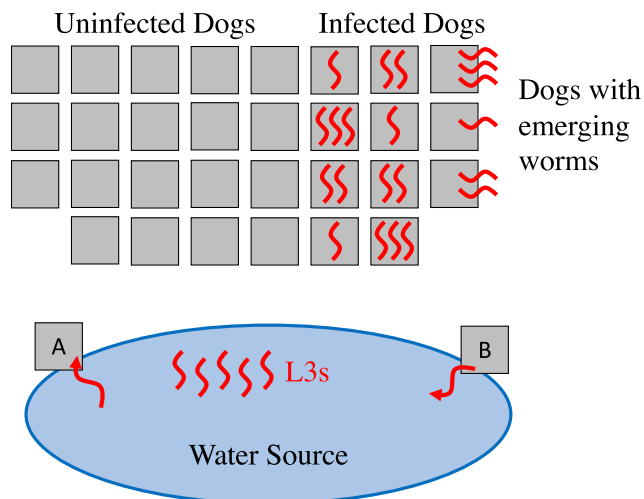 Uninfected Dogs
Infected Dogs
Dogs with
emerging
worms
A
B
L3s
Water Source